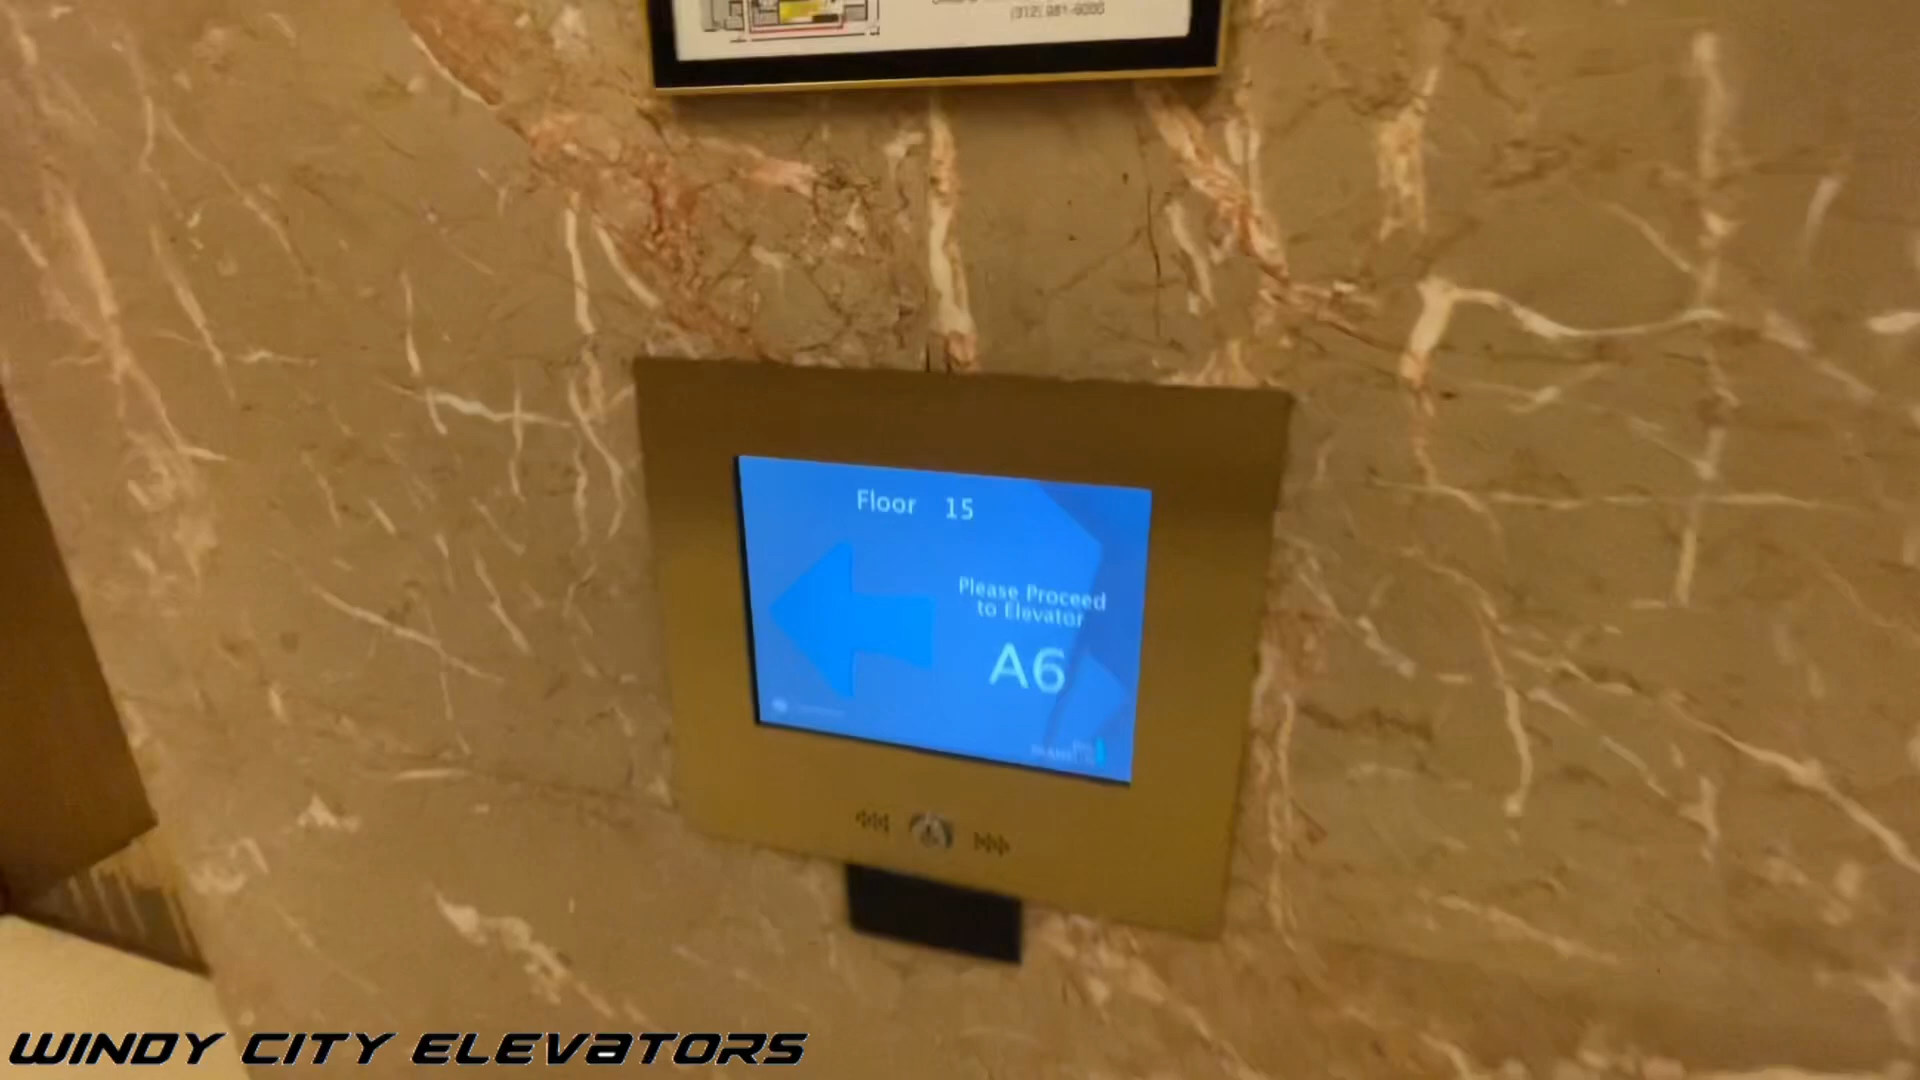 Floor 15
Please Proceed
to Elevator
A6
WINDY CITY ELEVATORS